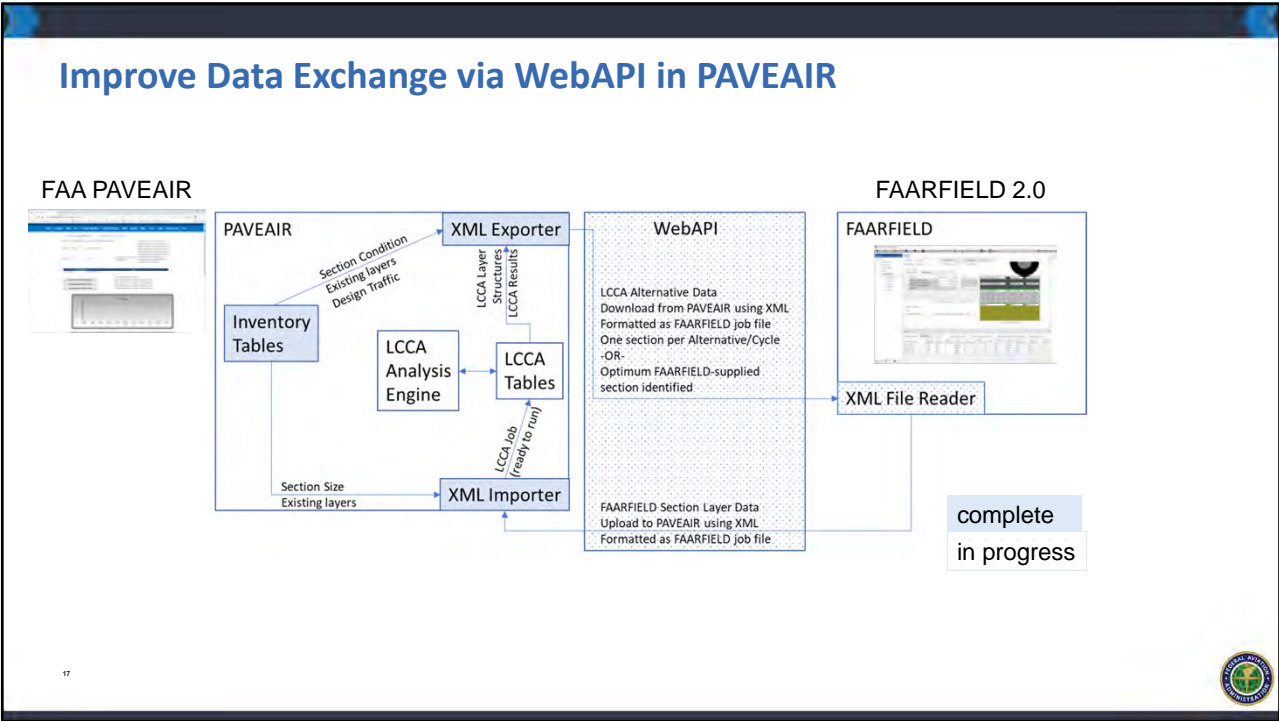 Improve Data Exchange via WebAPI in PAVEAIR
FAA PAVEAIR
FAARFIELD 2.0
PAVEAIR
XML Exporter
WebAPI
FAARFIELD
Section Condition
Existing layers
Design Traffic
LCCA Layer
Structures
LCCA Results
Inventory
Tables
LCCA
Analysis
Engine
LCCA
Tables
LCCA Alternative Data
Download from PAVEAIR using XML
Formatted as FAARFIELD job file
One section per Alternative/Cycle
-OR-
Optimum FAARFIELD-supplied
section identified
XML File Reader
LCCA Job
(ready to run)
Section Size
Existing layers
XML Importer
FAARFIELD Section Layer Data
Upload to PAVEAIR using XML
Formatted as FAARFIELD job file
complete
in progress
17
FEDERAL AVIATION
ADMINISTRATION